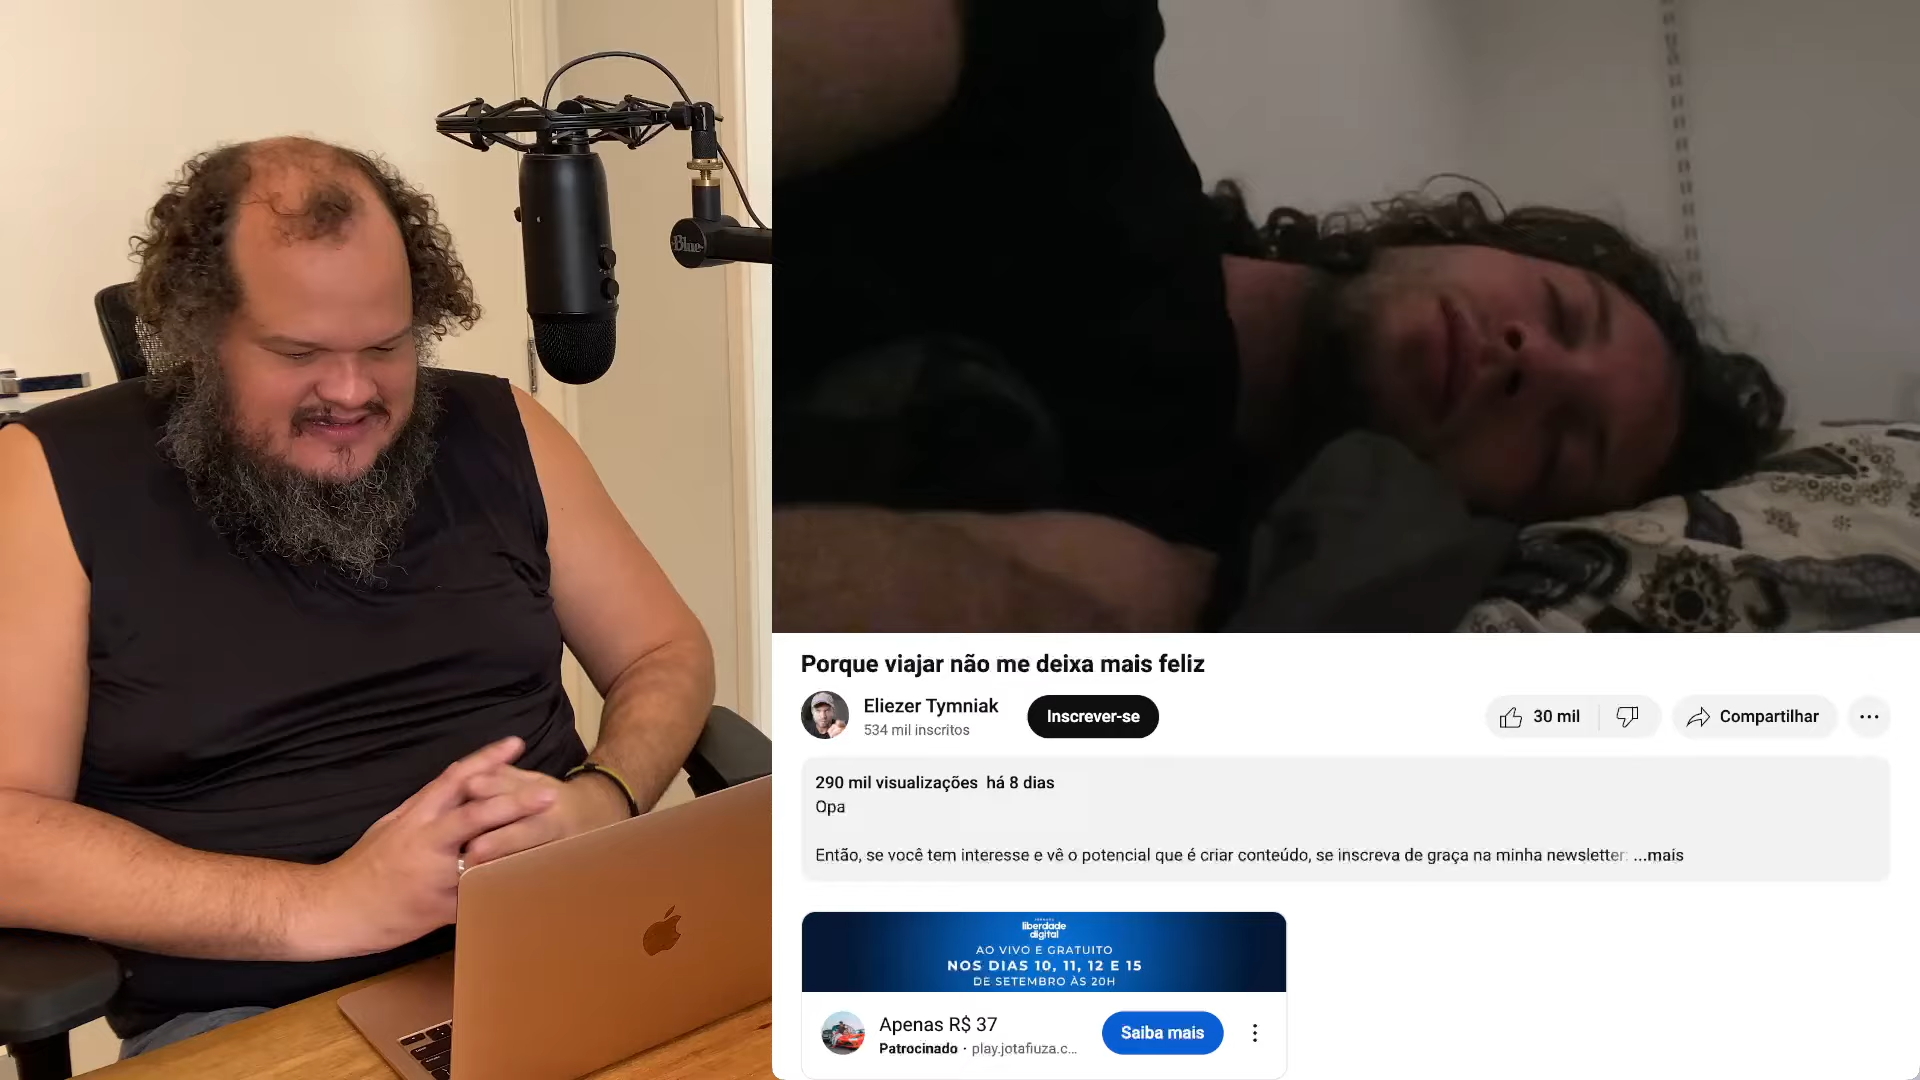 Blue
Porque viajar não me deixa mais feliz
Eliezer Tymniak
534 mil inscritos
Inscrever-se
30 mil
Compartilhar
290 mil visualizações há 8 dias
Opa
Então, se você tem interesse e vê o potencial que é criar conteúdo, se inscreva de graça na minha newsletter: ...mais
JORNADA
liberdade
digital
AO VIVO E GRATUITO
NOS DIAS 10, 11, 12 E 15
DE SETEMBRO ÀS 20H
Apenas R$ 37
Patrocinado · play.jotafiuza.c...
Saiba mais